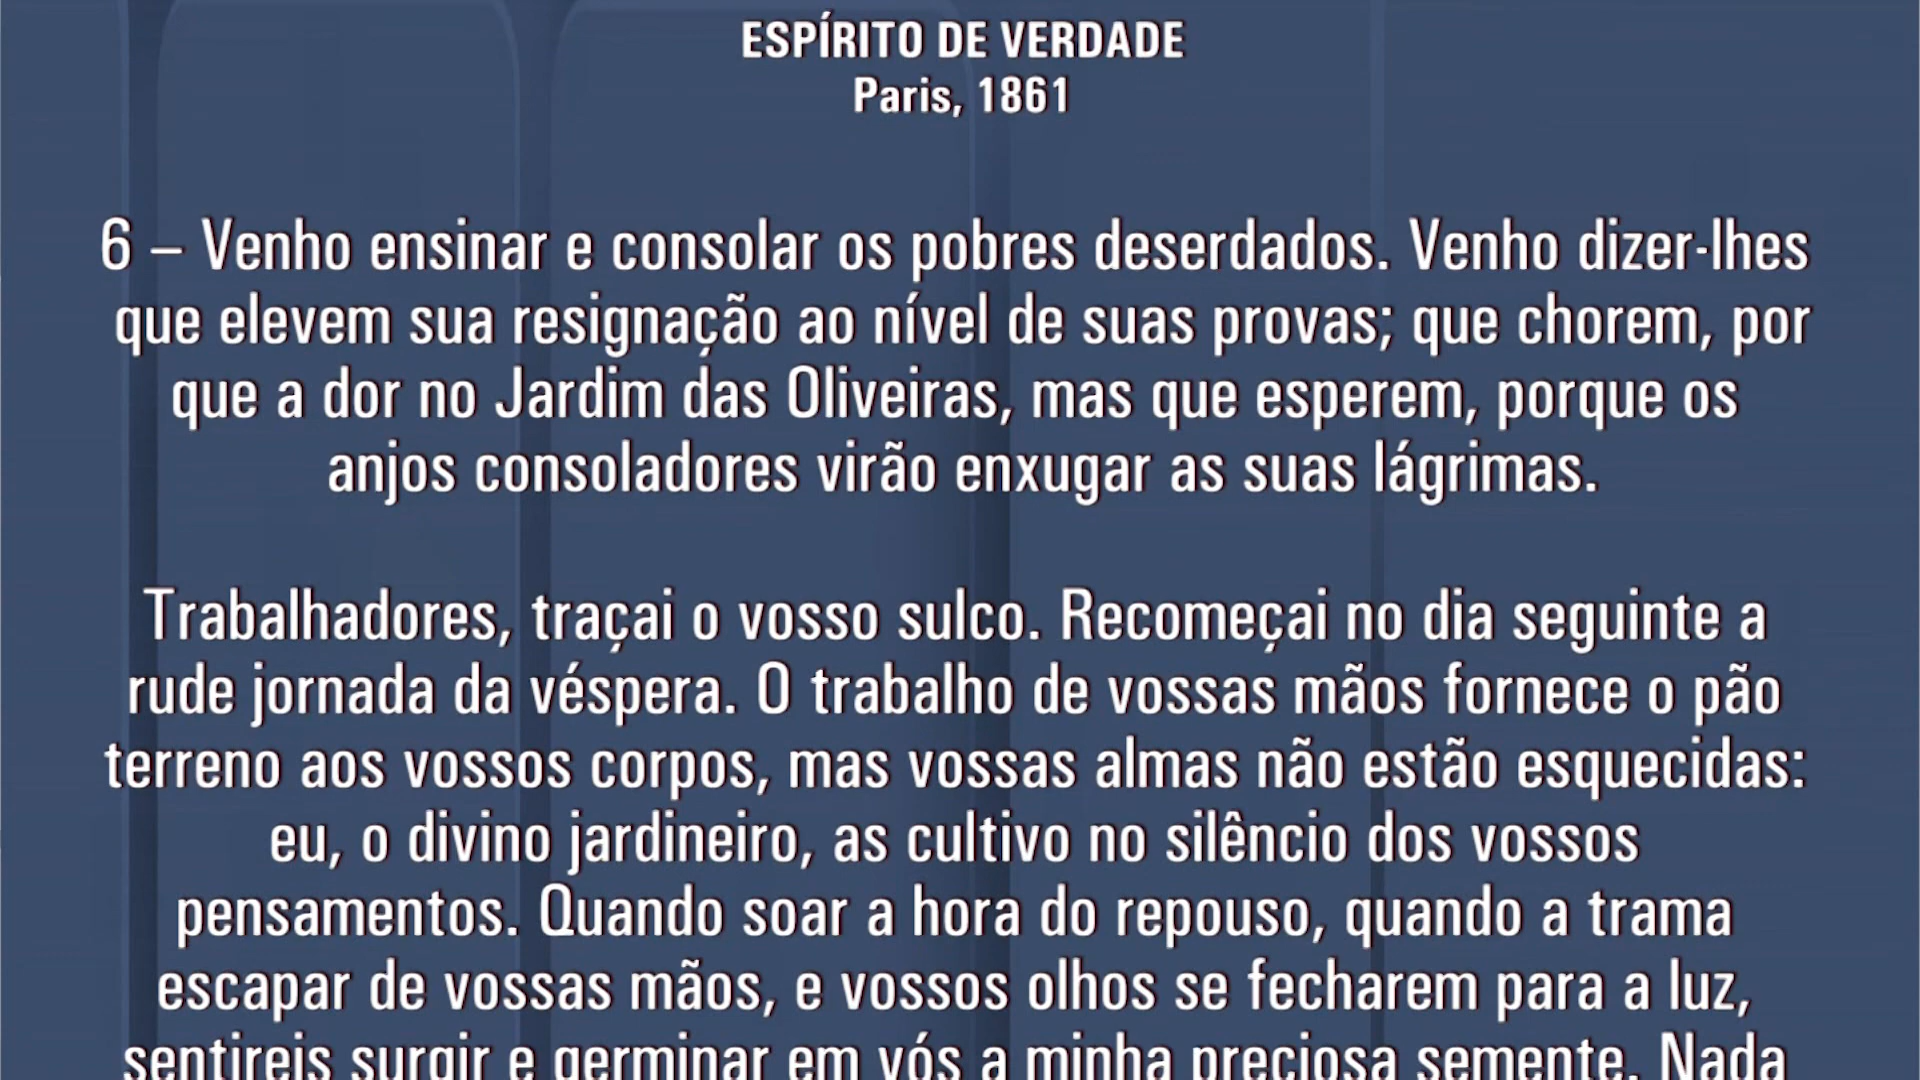 ESPÍRITO DE VERDADE
Paris, 1861
6 – Venho ensinar e consolar os pobres deserdados. Venho dizer-lhes
que elevem sua resignação ao nível de suas provas; que chorem, por
que a dor no Jardim das Oliveiras, mas que esperem, porque os
anjos consoladores virão enxugar as suas lágrimas.
Trabalhadores, traçai o vosso sulco. Recomeçai no dia seguinte a
rude jornada da véspera. O trabalho de vossas mãos fornece o pão
terreno aos vossos corpos, mas vossas almas não estão esquecidas:
eu, o divino jardineiro, as cultivo no silêncio dos vossos
pensamentos. Quando soar a hora do repouso, quando a trama
escapar de vossas mãos, e vossos olhos se fecharem para a luz,
sentireis surgir e germinar em vós a minha preciosa semente. Nada